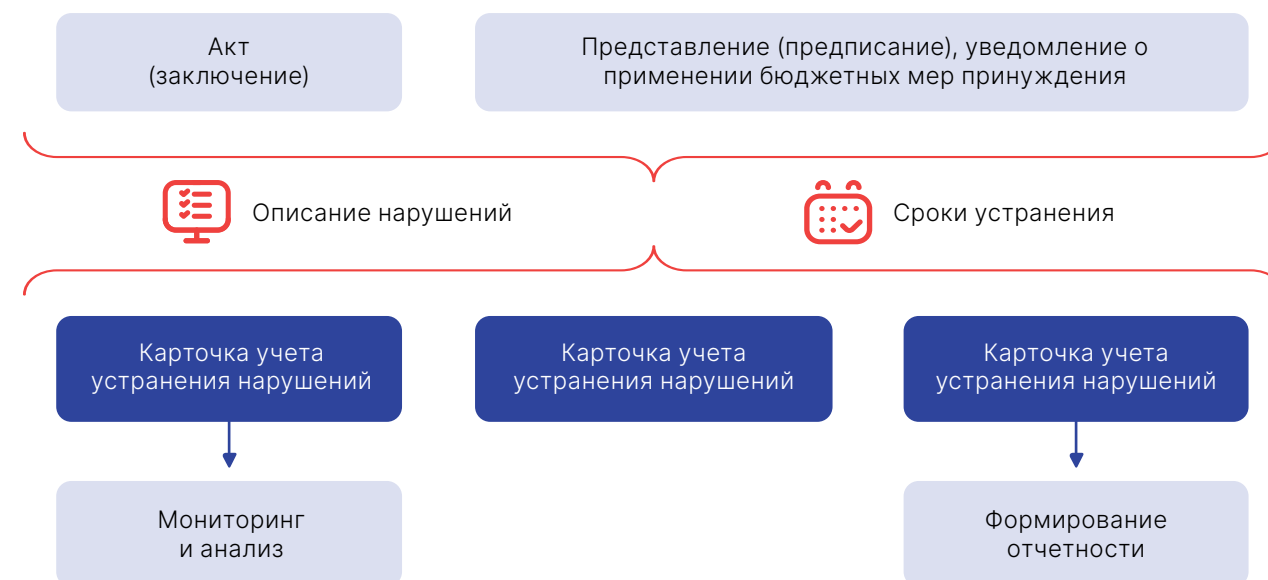 Акт
(заключение)
Представление (предписание), уведомление о
применении бюджетных мер принуждения
Описание нарушений
Сроки устранения
Карточка учета
устранения нарушений
Карточка учета
устранения нарушений
Карточка учета
устранения нарушений
Мониторинг
и анализ
Формирование
отчетности